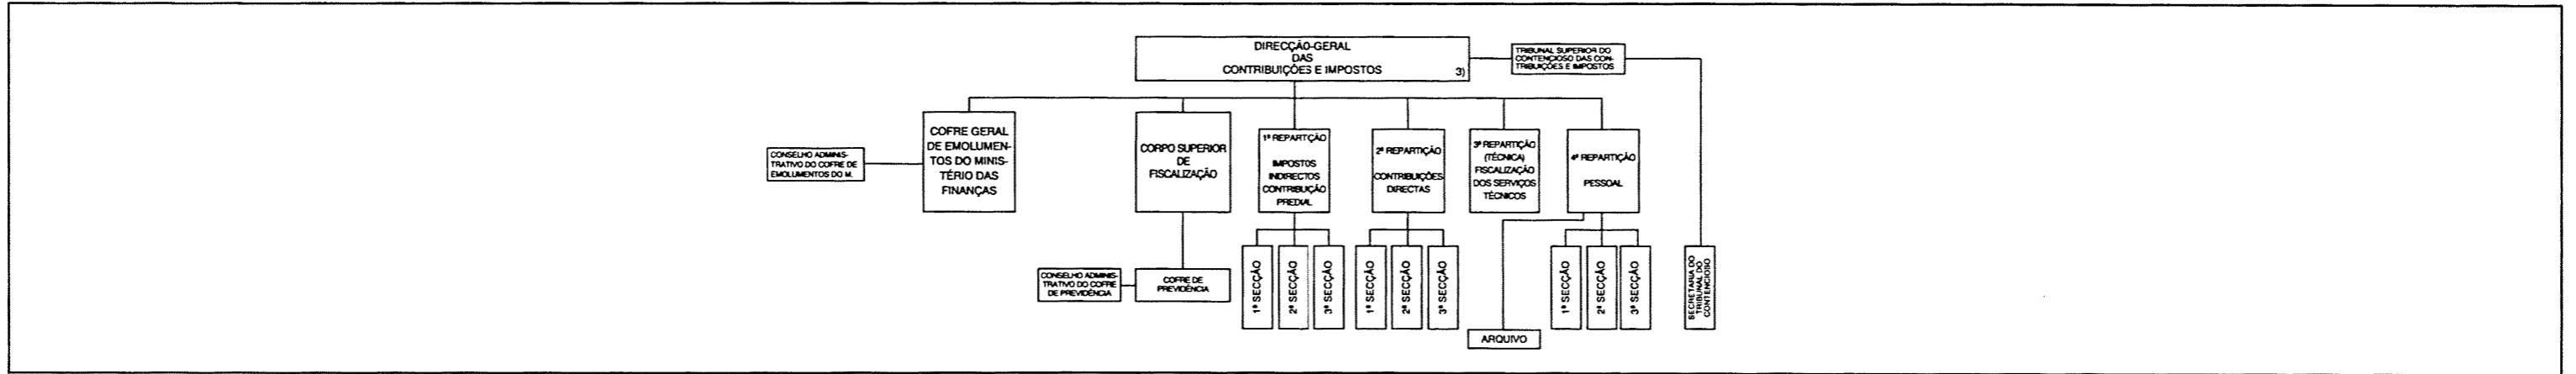 DIRECÇÃO-GERAL
DAS
CONTRIBUIÇÕES E IMPOSTOS
3)
TRIBUNAL SUPERIOR DO
CONTENCIOSO DAS CON-
TRIBUIÇÕES E IMPOSTOS
CONSELHO ADMINIS-
TRATIVO DO COFRE DE
EMOLUMENTOS DO M.
COFRE GERAL
DE EMOLUMEN-
TOS DO MINIS-
TÉRIO DAS
FINANÇAS
CORPO SUPERIOR
DE
FISCALIZAÇÃO
1ª REPARTÇÃO
IMPOSTOS
INDIRECTOS
CONTRIBUIÇÃO
PREDIAL
2ª REPARTIÇÃO
CONTRIBUIÇÕES
DIRECTAS
3ª REPARTIÇÃO
(TÉCNICA)
FISCALIZAÇÃO
DOS SERVIÇOS
TÉCNICOS
4ª REPARTIÇÃO
PESSOAL
CONSELHO ADMINIS-
TRATIVO DO COFRE
DE PREVIDÊNCIA
COFRE DE
PREVIDÊNCIA
1ª SECÇÃO
2ª SECÇÃO
3ª SECÇÃO
1ª SECÇÃO
2ª SECÇÃO
3ª SECÇÃO
ARQUIVO
1ª SECÇÃO
2ª SECÇÃO
3ª SECÇÃO
SECRETARIA DO
TRIBUNAL DO
CONTENCIOSO